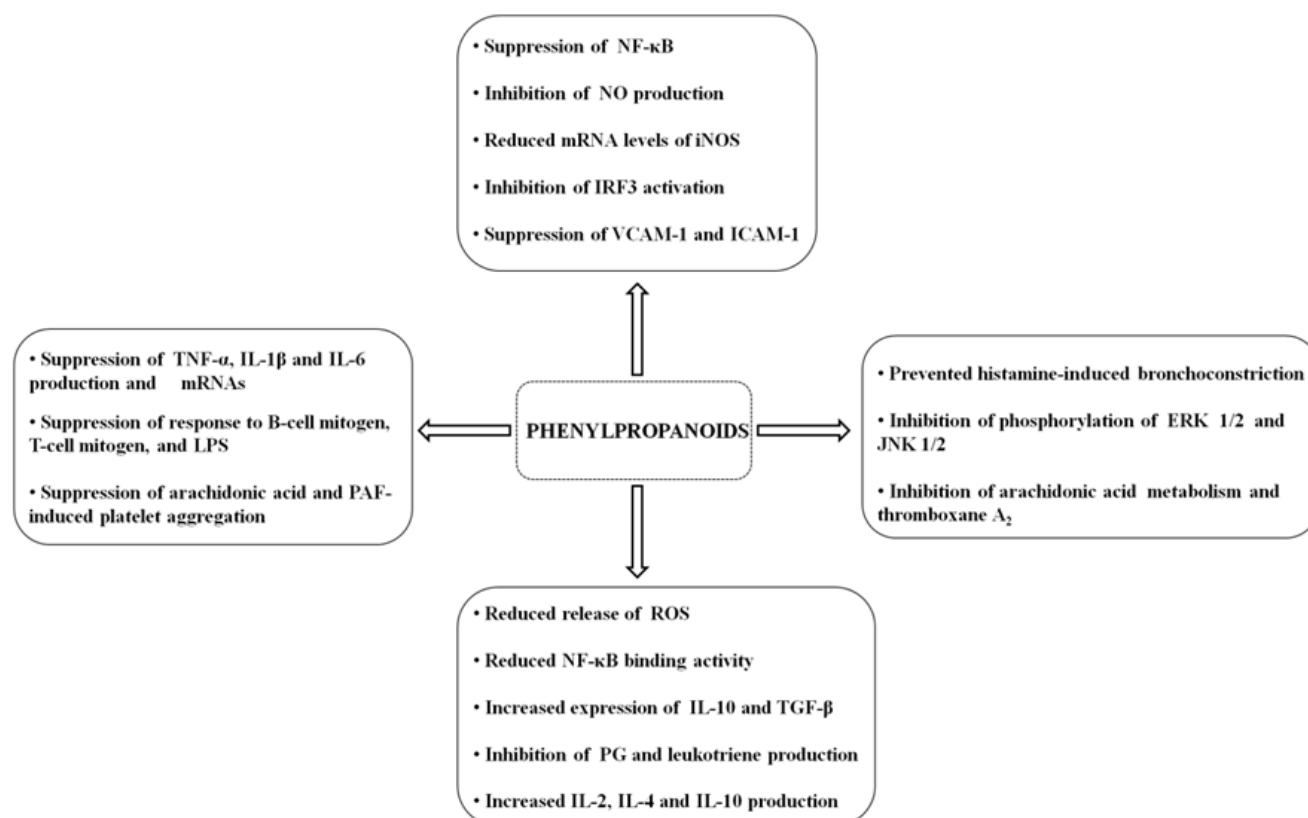 • Suppression of NF-κB
• Inhibition of NO production
• Reduced mRNA levels of iNOS
• Inhibition of IRF3 activation
• Suppression of VCAM-1 and ICAM-1
• Suppression of TNF-α, IL-1β and IL-6
production and mRNAs
• Suppression of response to B-cell mitogen,
T-cell mitogen, and LPS
• Suppression of arachidonic acid and PAF-
induced platelet aggregation
PHENYLPROPANOIDS
• Prevented histamine-induced bronchoconstriction
• Inhibition of phosphorylation of ERK 1/2 and
JNK 1/2
• Inhibition of arachidonic acid metabolism and
thromboxane A₂
• Reduced release of ROS
• Reduced NF-κB binding activity
• Increased expression of IL-10 and TGF-β
• Inhibition of PG and leukotriene production
• Increased IL-2, IL-4 and IL-10 production